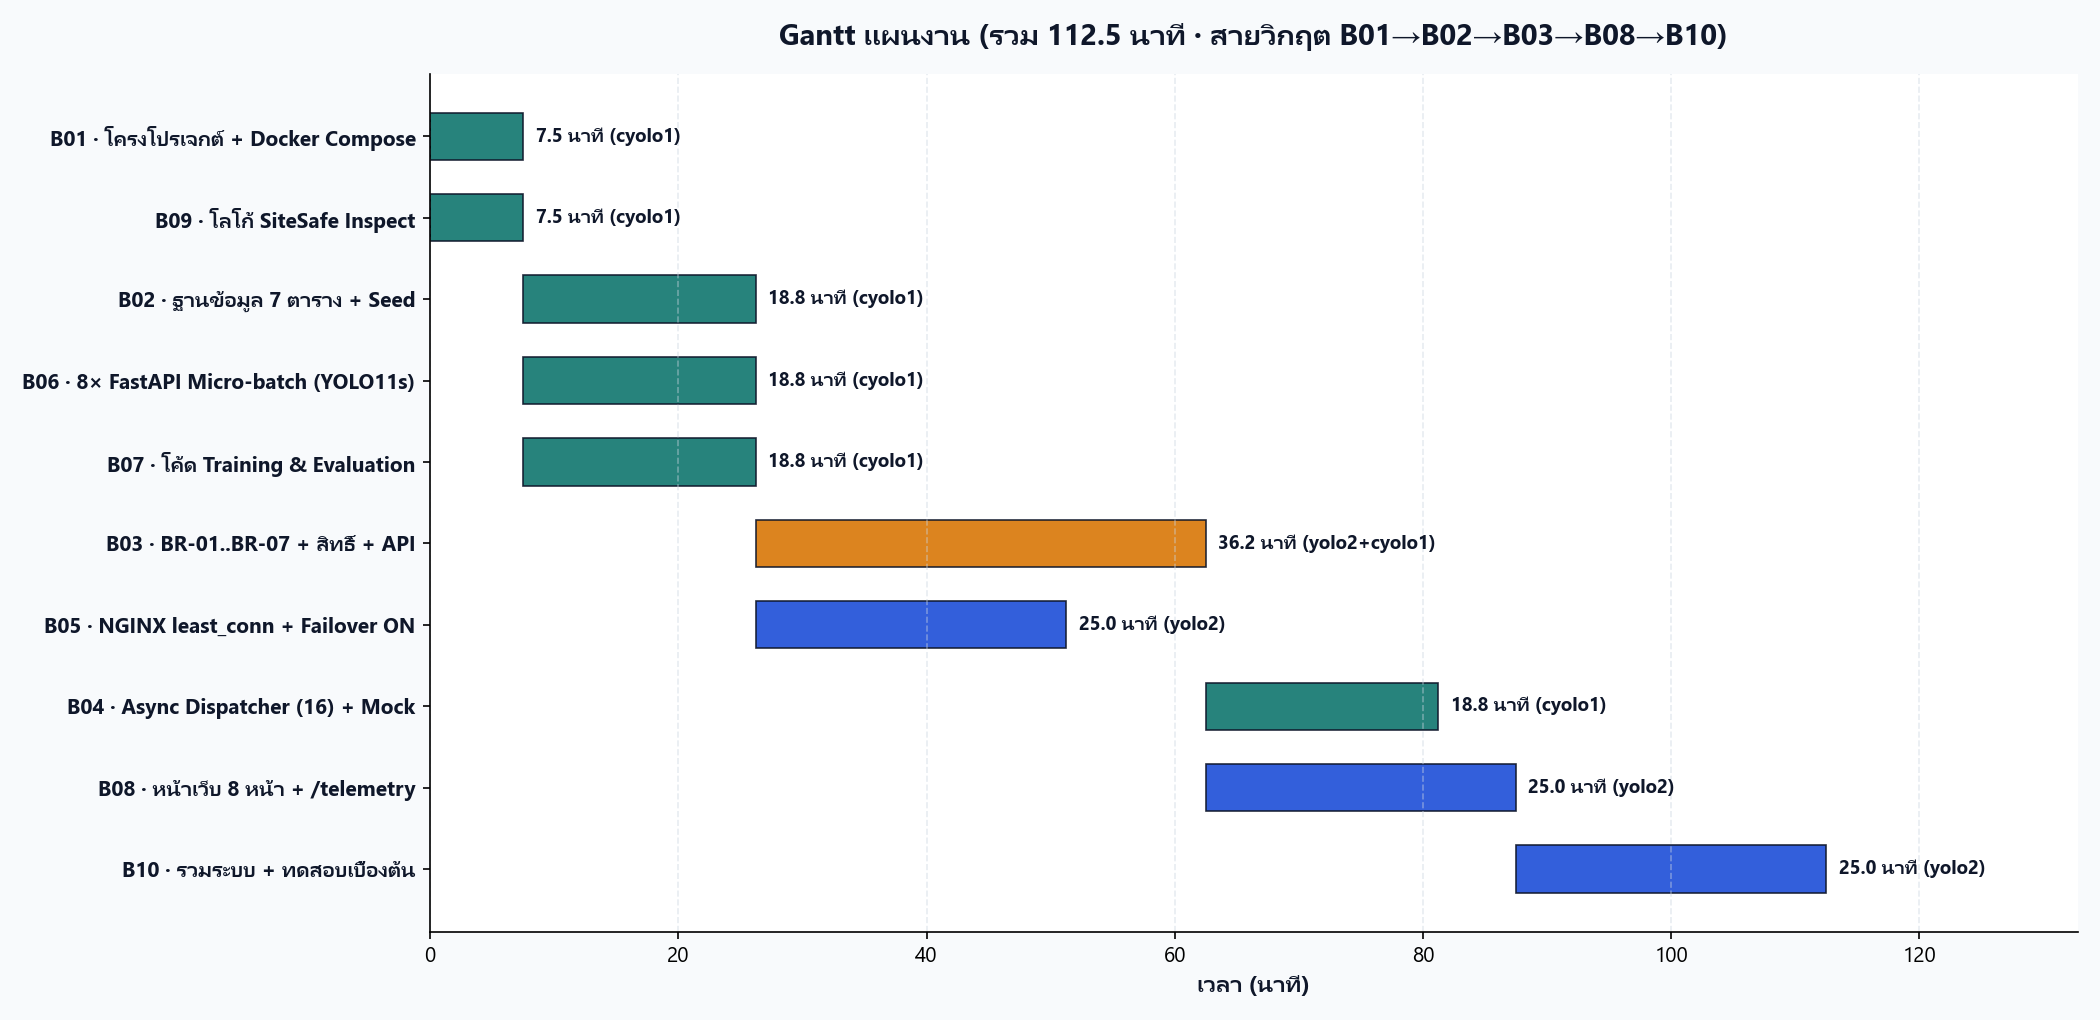 Gantt แผนงาน (รวม 112.5 นาที · สายวิกฤต B01→B02→B03→B08→B10)
B01 · โครงโปรเจกต์ + Docker Compose
7.5 นาที (cyolo1)
B09 · โลโก้ SiteSafe Inspect
7.5 นาที (cyolo1)
B02 · ฐานข้อมูล 7 ตาราง + Seed
18.8 นาที (cyolo1)
B06 · 8× FastAPI Micro-batch (YOLO11s)
18.8 นาที (cyolo1)
B07 · โค้ด Training & Evaluation
18.8 นาที (cyolo1)
B03 · BR-01..BR-07 + สิทธิ์ + API
36.2 นาที (yolo2+cyolo1)
B05 · NGINX least_conn + Failover ON
25.0 นาที (yolo2)
B04 · Async Dispatcher (16) + Mock
18.8 นาที (cyolo1)
B08 · หน้าเว็บ 8 หน้า + /telemetry
25.0 นาที (yolo2)
B10 · รวมระบบ + ทดสอบเบื้องต้น
25.0 นาที (yolo2)
0 20 40 60 80 100 120
เวลา (นาที)